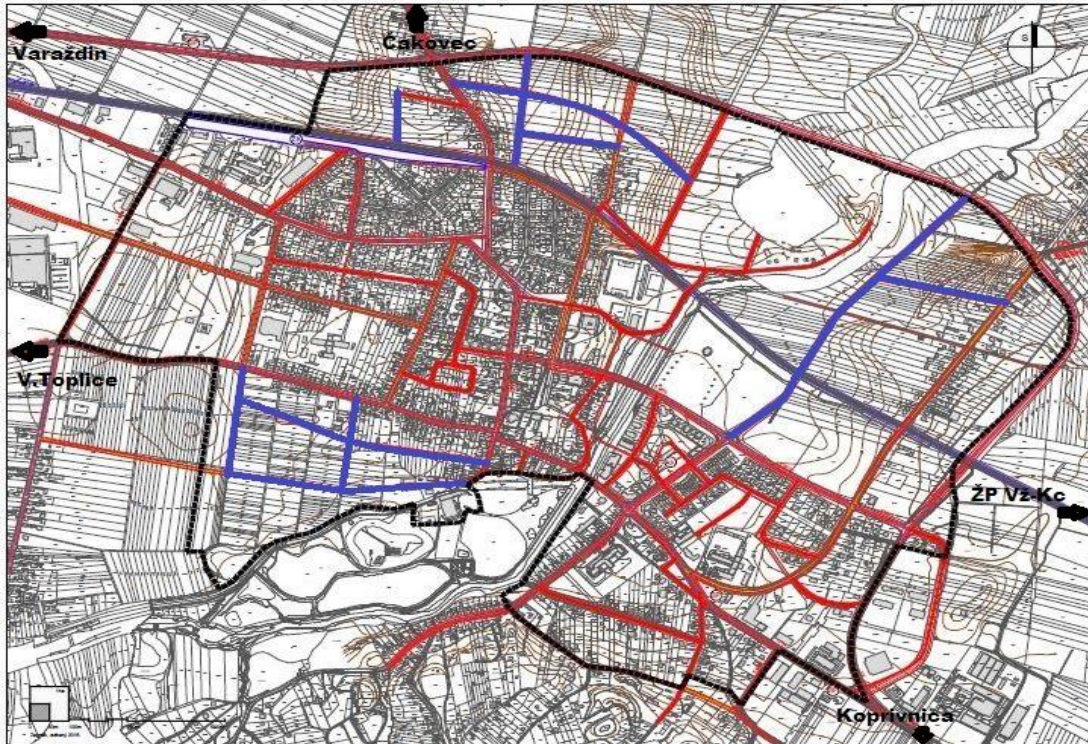 Čakovec
Varaždin
S
V.Toplice
ŽP Vž-Kc
Koprivnica